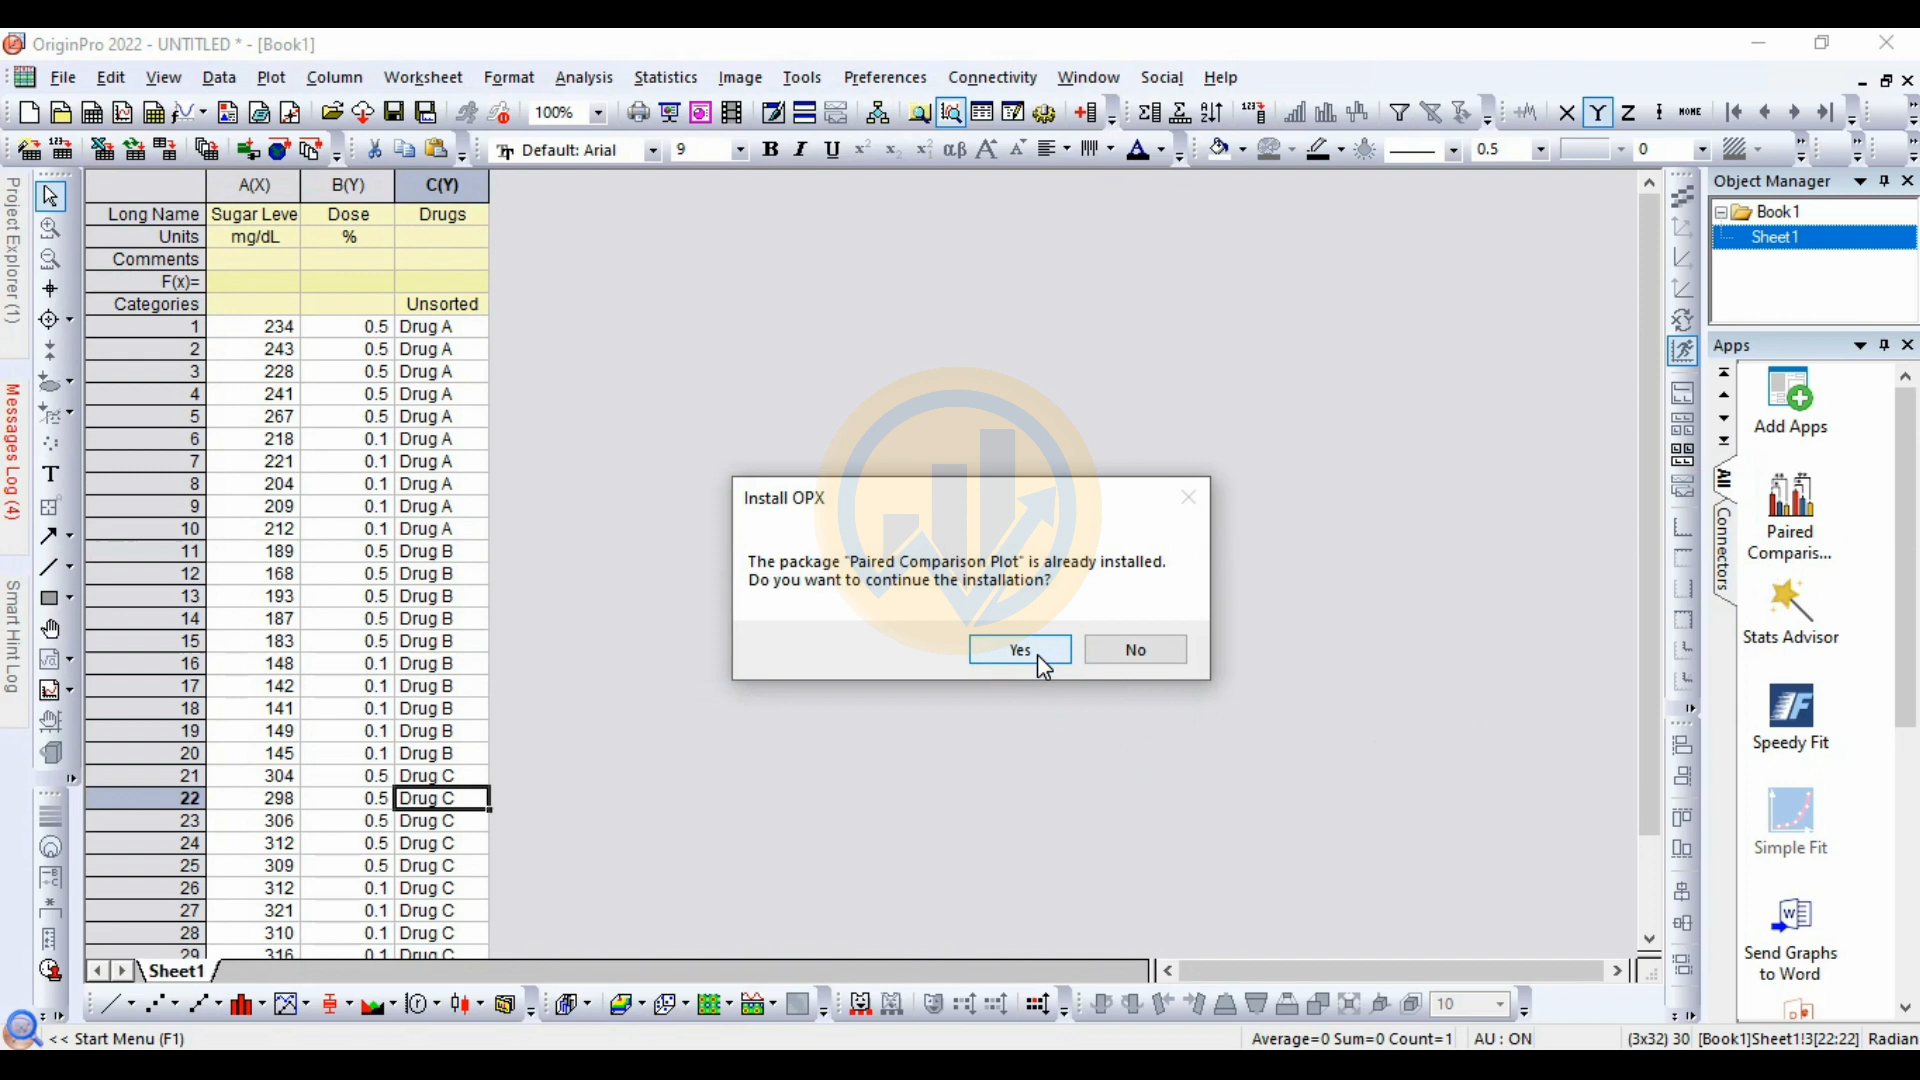 OriginPro 2022 - UNTITLED * - [Book1]
File Edit View Data Plot Column Worksheet Format Analysis Statistics Image Tools Preferences Connectivity Window Social Help
100%
X Y Z NONE
Default: Arial 9 B I U x² x₂ αβ A A A 0.5 0
Project Explorer (1)
Messages Log (4)
Smart Hint Log
A(X) B(Y) C(Y)
Long Name Sugar Leve Dose Drugs
Units mg/dL %
Comments
F(x)=
Categories Unsorted
1 234 0.5 Drug A
2 243 0.5 Drug A
3 228 0.5 Drug A
4 241 0.5 Drug A
5 267 0.5 Drug A
6 218 0.1 Drug A
7 221 0.1 Drug A
8 204 0.1 Drug A
9 209 0.1 Drug A
10 212 0.1 Drug A
11 189 0.5 Drug B
12 168 0.5 Drug B
13 193 0.5 Drug B
14 187 0.5 Drug B
15 183 0.5 Drug B
16 148 0.1 Drug B
17 142 0.1 Drug B
18 141 0.1 Drug B
19 149 0.1 Drug B
20 145 0.1 Drug B
21 304 0.5 Drug C
22 298 0.5 Drug C
23 306 0.5 Drug C
24 312 0.5 Drug C
25 309 0.5 Drug C
26 312 0.1 Drug C
27 321 0.1 Drug C
28 310 0.1 Drug C
29 316 0.1 Drug C
Sheet1
Install OPX
The package "Paired Comparison Plot" is already installed.
Do you want to continue the installation?
Yes No
Object Manager
Book1
Sheet1
Apps
All
Connectors
Add Apps
Paired
Comparis...
Stats Advisor
Speedy Fit
Simple Fit
Send Graphs
to Word
10
<< Start Menu (F1)
Average=0 Sum=0 Count=1 AU : ON (3x32) 30 [Book1]Sheet1!3[22:22] Radian